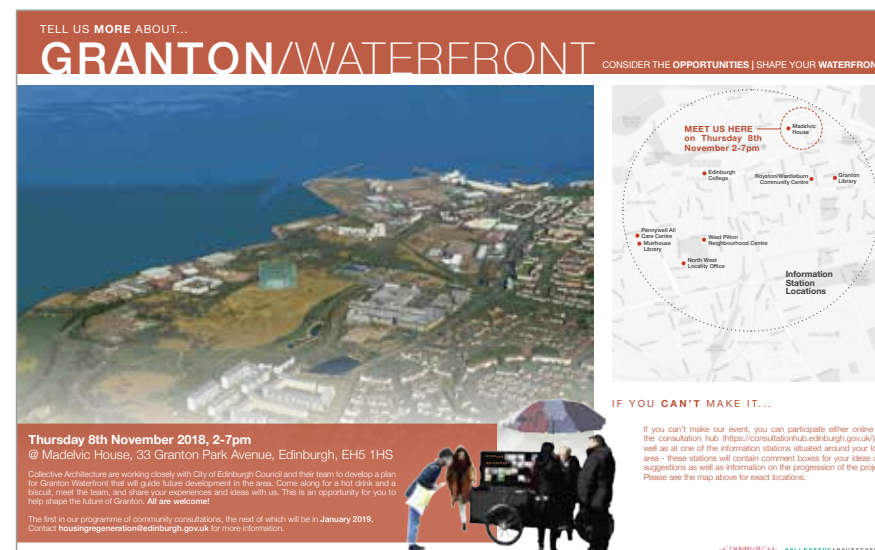 TELL US MORE ABOUT...
GRANTON/WATERFRONT
CONSIDER THE OPPORTUNITIES | SHAPE YOUR WATERFRON
MEET US HERE
on Thursday 8th
November 2-7pm
Madelvic
House
Edinburgh
College
Royston/Wardieburn
Community Centre
Granton
Library
Pennywell All
Care Centre
Muirhouse
Library
West Pilton
Neighbourhood Centre
North West
Locality Office
Information
Station
Locations
Thursday 8th November 2018, 2-7pm
@ Madelvic House, 33 Granton Park Avenue, Edinburgh, EH5 1HS
Collective Architecture are working closely with City of Edinburgh Council and their team to develop a plan
for Granton Waterfront that will guide future development in the area. Come along for a hot drink and a
biscuit, meet the team, and share your experiences and ideas with us. This is an opportunity for you to
help shape the future of Granton. All are welcome!
The first in our programme of community consultations, the next of which will be in January 2019.
Contact housingregeneration@edinburgh.gov.uk for more information.
IF YOU CAN'T MAKE IT...
If you can't make our event, you can participate either online
the consultation hub (https://consultationhub.edinburgh.gov.uk/)
well as at one of the information stations situated around your lo
area - these stations will contain comment boxes for your ideas a
suggestions as well as information on the progression of the proje
Please see the map above for exact locations.